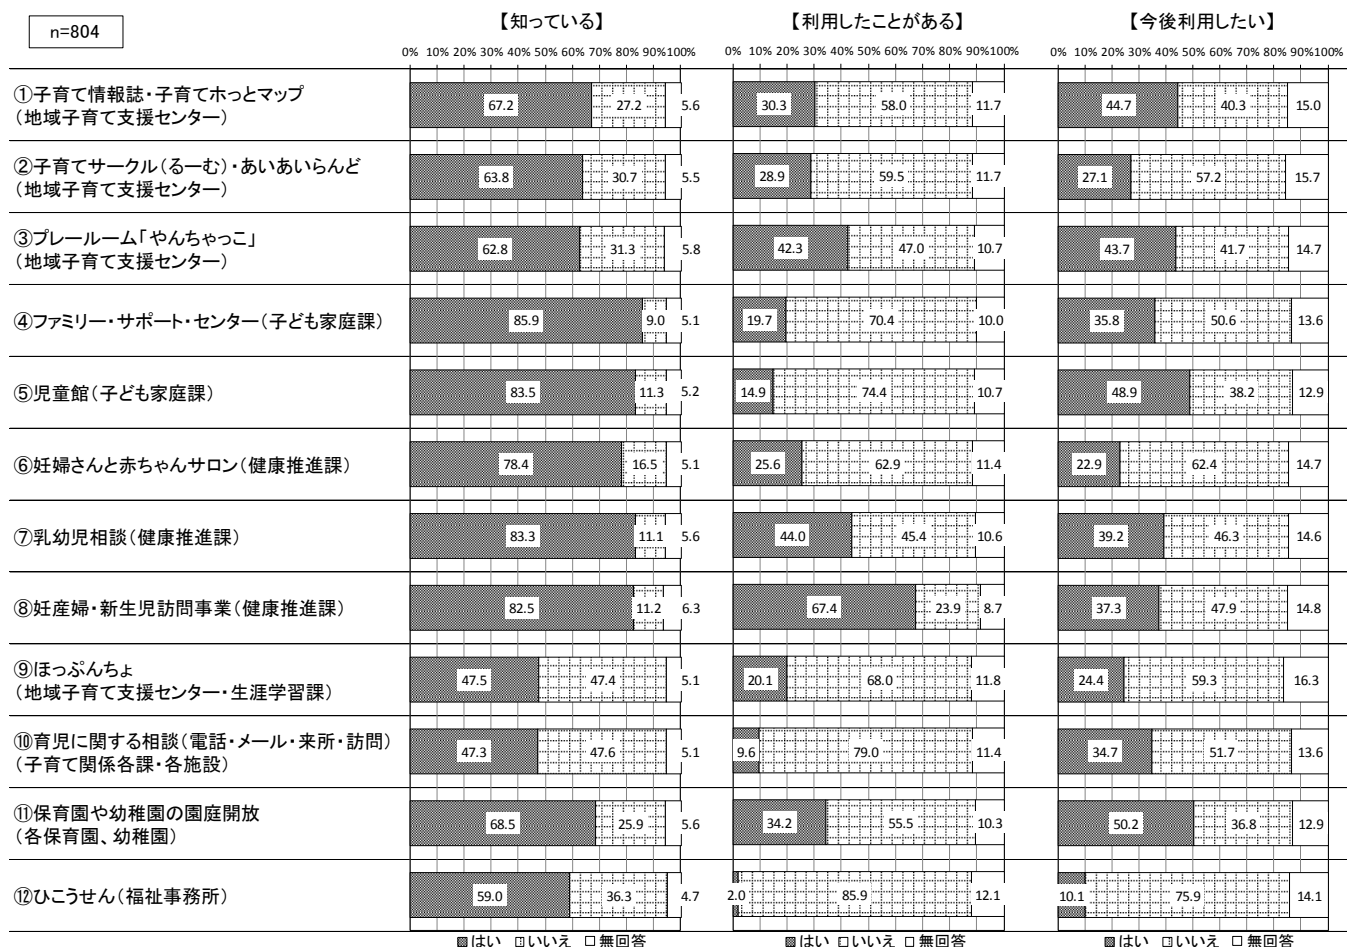 n=804
【知っている】
【利用したことがある】
【今後利用したい】
0% 10% 20% 30% 40% 50% 60% 70% 80% 90%100%
0% 10% 20% 30% 40% 50% 60% 70% 80% 90%100%
0% 10% 20% 30% 40% 50% 60% 70% 80% 90%100%
①子育て情報誌・子育てホっとマップ
(地域子育て支援センター)
67.2 27.2 5.6
30.3 58.0 11.7
44.7 40.3 15.0
②子育てサークル(るーむ)・あいあいらんど
(地域子育て支援センター)
63.8 30.7 5.5
28.9 59.5 11.7
27.1 57.2 15.7
③プレールーム「やんちゃっこ」
(地域子育て支援センター)
62.8 31.3 5.8
42.3 47.0 10.7
43.7 41.7 14.7
④ファミリー・サポート・センター(子ども家庭課)
85.9 9.0 5.1
19.7 70.4 10.0
35.8 50.6 13.6
⑤児童館(子ども家庭課)
83.5 11.3 5.2
14.9 74.4 10.7
48.9 38.2 12.9
⑥妊婦さんと赤ちゃんサロン(健康推進課)
78.4 16.5 5.1
25.6 62.9 11.4
22.9 62.4 14.7
⑦乳幼児相談(健康推進課)
83.3 11.1 5.6
44.0 45.4 10.6
39.2 46.3 14.6
⑧妊産婦・新生児訪問事業(健康推進課)
82.5 11.2 6.3
67.4 23.9 8.7
37.3 47.9 14.8
⑨ほっぷんちょ
(地域子育て支援センター・生涯学習課)
47.5 47.4 5.1
20.1 68.0 11.8
24.4 59.3 16.3
⑩育児に関する相談(電話・メール・来所・訪問)
(子育て関係各課・各施設)
47.3 47.6 5.1
9.6 79.0 11.4
34.7 51.7 13.6
⑪保育園や幼稚園の園庭開放
(各保育園、幼稚園)
68.5 25.9 5.6
34.2 55.5 10.3
50.2 36.8 12.9
⑫ひこうせん(福祉事務所)
59.0 36.3 4.7
2.0 85.9 12.1
10.1 75.9 14.1
はい いいえ 無回答
はい いいえ 無回答
はい いいえ 無回答